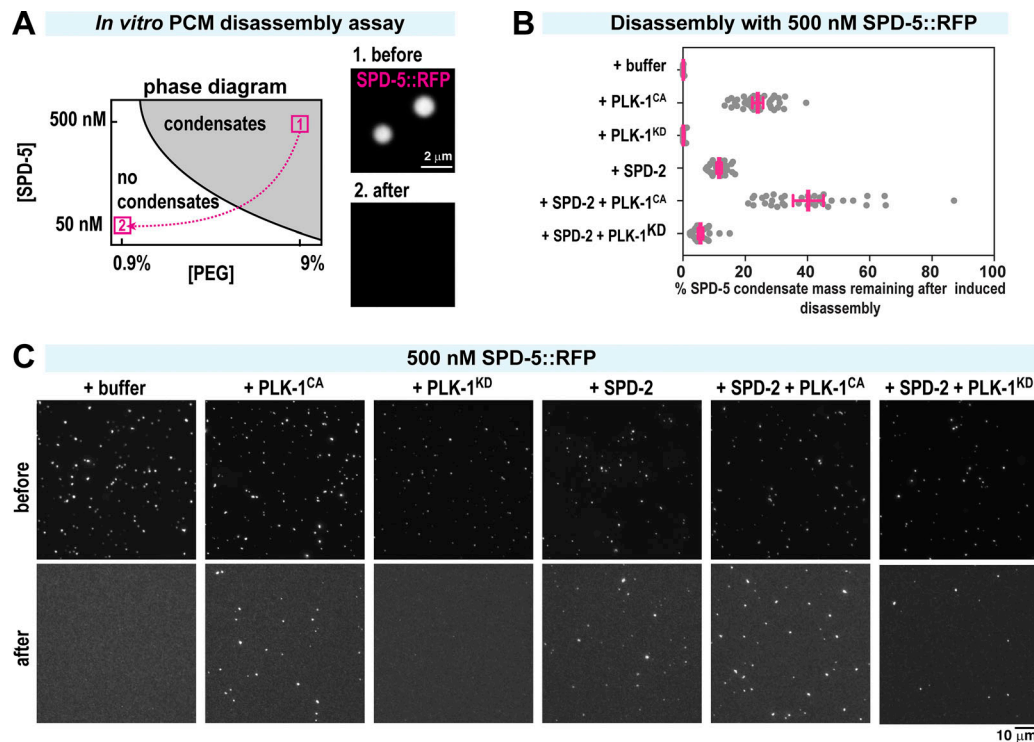 A
In vitro PCM disassembly assay
phase diagram
500 nM
condensates
1
[SPD-5]
no
condensates
50 nM
2
0.9%
9%
[PEG]
1. before
SPD-5::RFP
2 µm
2. after
B
Disassembly with 500 nM SPD-5::RFP
+ buffer
+ PLK-1CA
+ PLK-1KD
+ SPD-2
+ SPD-2 + PLK-1CA
+ SPD-2 + PLK-1KD
0 20 40 60 80 100
% SPD-5 condensate mass remaining after induced
disassembly
C
500 nM SPD-5::RFP
+ buffer + PLK-1CA + PLK-1KD + SPD-2 + SPD-2 + PLK-1CA + SPD-2 + PLK-1KD
before
after
10 µm